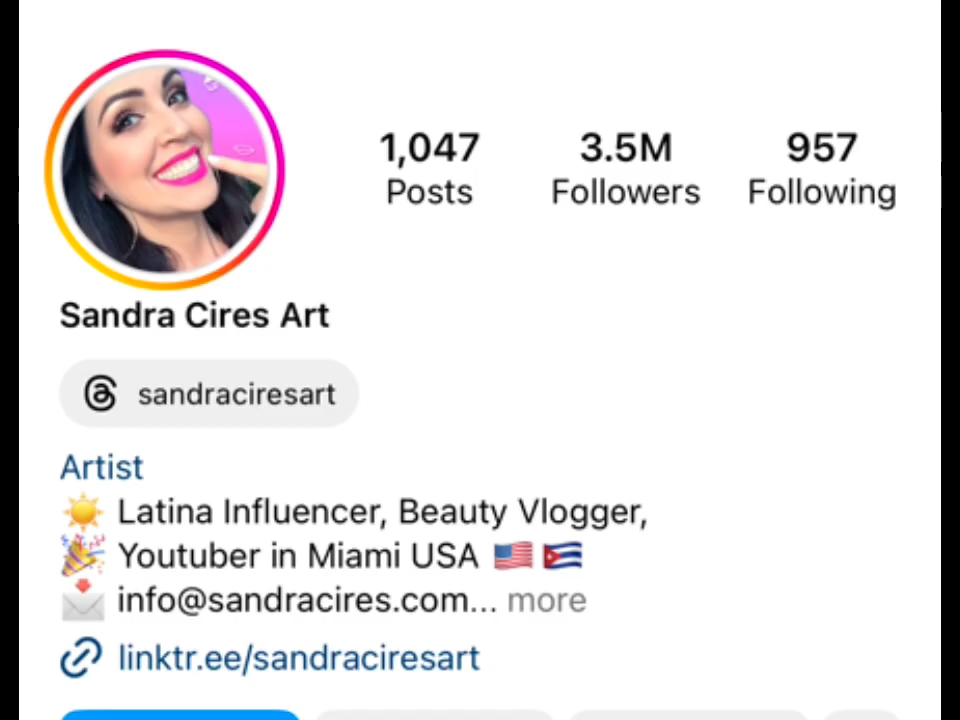 1,047 3.5M 957
Posts Followers Following
Sandra Cires Art
sandraciresart
Artist
☀️ Latina Influencer, Beauty Vlogger,
🎉 Youtuber in Miami USA 🇺🇸 🇨🇺
📩 info@sandracires.com... more
linktr.ee/sandraciresart